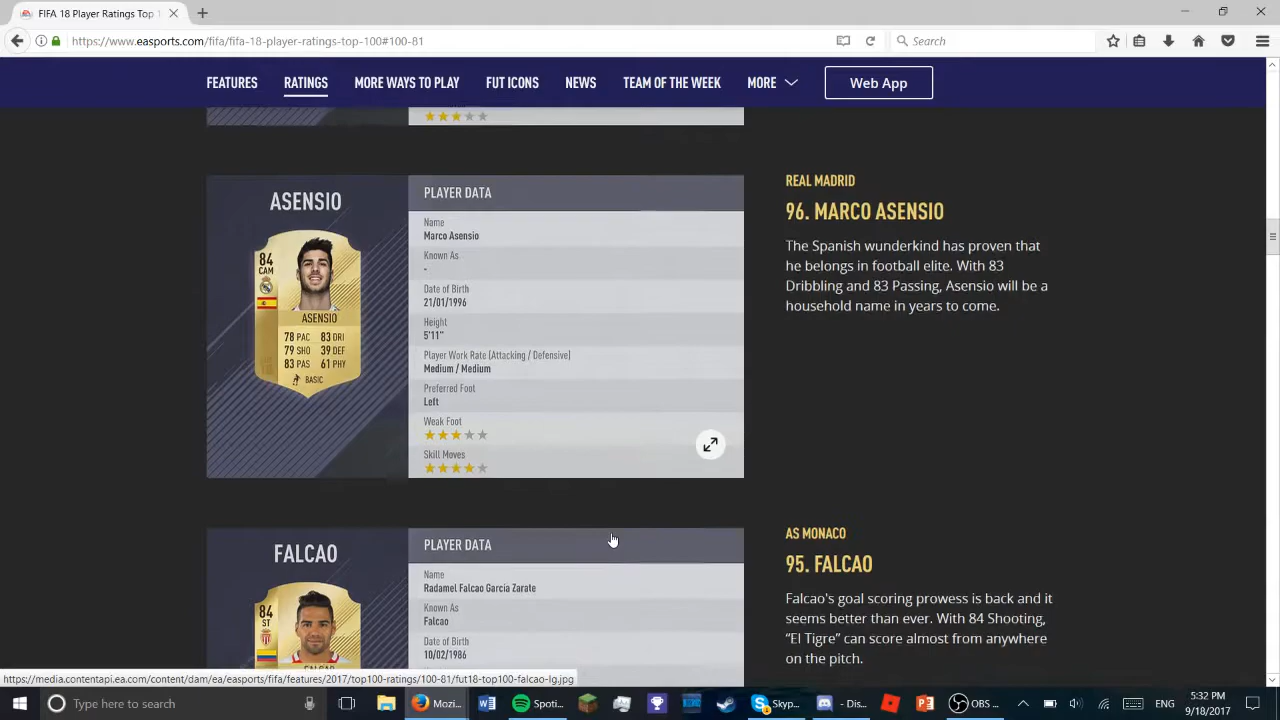 FIFA 18 Player Ratings Top 1
https://www.easports.com/fifa/fifa-18-player-ratings-top-100#100-81
Search
FEATURES RATINGS MORE WAYS TO PLAY FUT ICONS NEWS TEAM OF THE WEEK MORE Web App
ASENSIO
84
CAM
ASENSIO
78 PAC 83 DRI
79 SHO 39 DEF
83 PAS 61 PHY
BASIC
PLAYER DATA
Name
Marco Asensio
Known As
-
Date of Birth
21/01/1996
Height
5'11"
Player Work Rate (Attacking / Defensive)
Medium / Medium
Preferred Foot
Left
Weak Foot
Skill Moves
REAL MADRID
96. MARCO ASENSIO
The Spanish wunderkind has proven that
he belongs in football elite. With 83
Dribbling and 83 Passing, Asensio will be a
household name in years to come.
FALCAO
84
ST
PLAYER DATA
Name
Radamel Falcao García Zarate
Known As
Falcao
Date of Birth
10/02/1986
AS MONACO
95. FALCAO
Falcao's goal scoring prowess is back and it
seems better than ever. With 84 Shooting,
“El Tigre” can score almost from anywhere
on the pitch.
https://media.contentapi.ea.com/content/dam/ea/easports/fifa/features/2017/top100-ratings/100-81/fut18-top100-falcao-lg.jpg
Type here to search
Mozi...
Spoti...
Skyp...
- Dis...
OBS ...
ENG
5:32 PM
9/18/2017